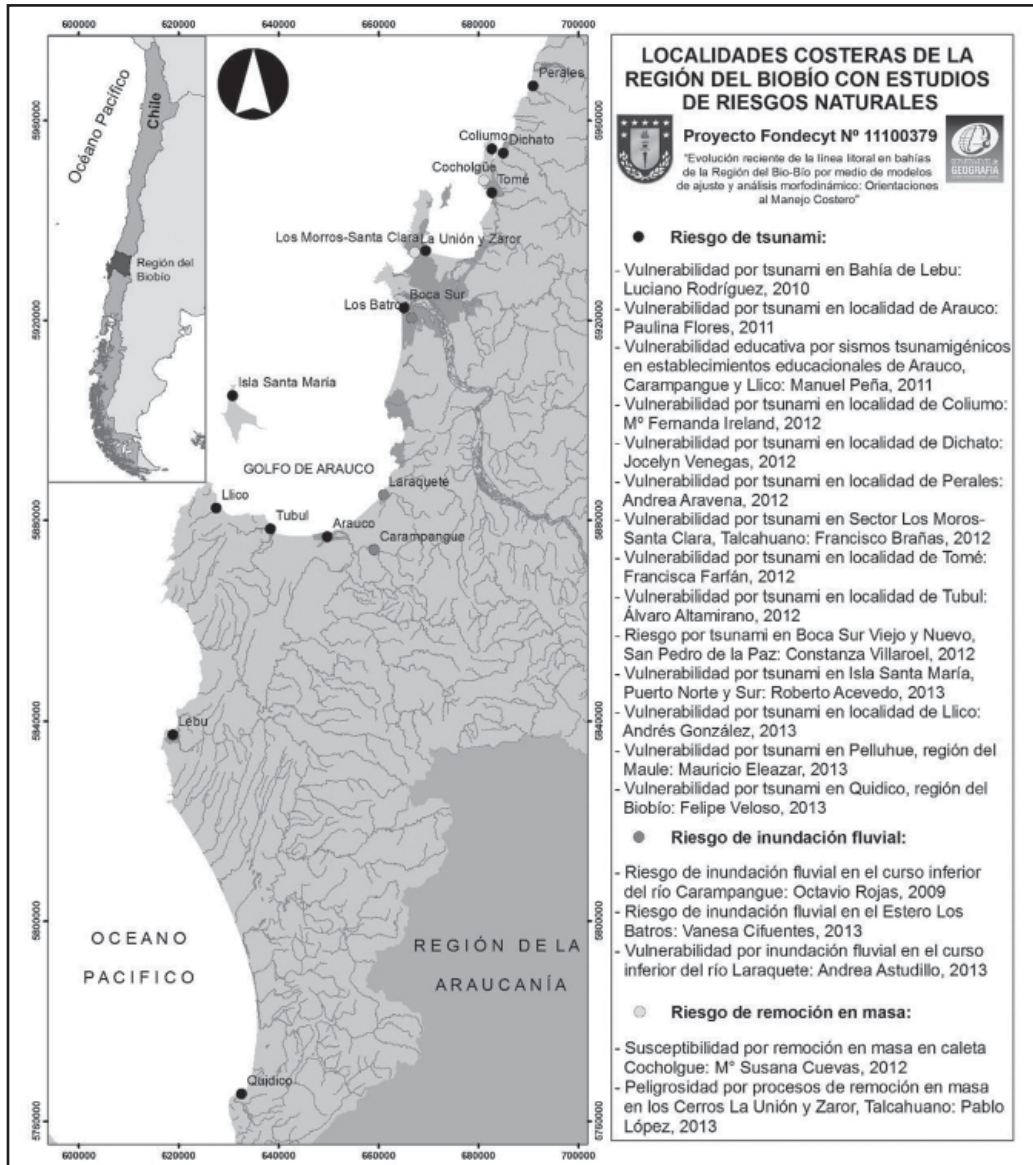 600000 620000 640000 660000 680000 700000
Océano Pacífico
Chile
Región del
Biobío
5960000
5920000
5880000
5840000
5800000
5760000
Perales
Coliumo
Dichato
Cocholgüe
Tomé
Los Morros-Santa Clara
La Unión y Zaror
Boca Sur
Los Batro
Isla Santa María
GOLFO DE ARAUCO
Laraquete
Llico
Tubul
Arauco
Carampangue
Lebu
OCEANO
PACIFICO
REGIÓN DE LA
ARAUCANÍA
Quidico
5960000
5920000
5880000
5840000
5800000
5760000
600000 620000 640000 660000 680000 700000
LOCALIDADES COSTERAS DE LA
REGIÓN DEL BIOBÍO CON ESTUDIOS
DE RIESGOS NATURALES
Proyecto Fondecyt Nº 11100379
"Evolución reciente de la línea litoral en bahías
de la Región del Bio-Bío por medio de modelos
de ajuste y análisis morfodinámico: Orientaciones
al Manejo Costero"
GEOGRAFIA
Riesgo de tsunami:
- Vulnerabilidad por tsunami en Bahía de Lebu:
Luciano Rodríguez, 2010
- Vulnerabilidad por tsunami en localidad de Arauco:
Paulina Flores, 2011
- Vulnerabilidad educativa por sismos tsunamigénicos
en establecimientos educacionales de Arauco,
Carampangue y Llico: Manuel Peña, 2011
- Vulnerabilidad por tsunami en localidad de Coliumo:
Mº Fernanda Ireland, 2012
- Vulnerabilidad por tsunami en localidad de Dichato:
Jocelyn Venegas, 2012
- Vulnerabilidad por tsunami en localidad de Perales:
Andrea Aravena, 2012
- Vulnerabilidad por tsunami en Sector Los Moros-
Santa Clara, Talcahuano: Francisco Brañas, 2012
- Vulnerabilidad por tsunami en localidad de Tomé:
Francisca Farfán, 2012
- Vulnerabilidad por tsunami en localidad de Tubul:
Álvaro Altamirano, 2012
- Riesgo por tsunami en Boca Sur Viejo y Nuevo,
San Pedro de la Paz: Constanza Villaroel, 2012
- Vulnerabilidad por tsunami en Isla Santa María,
Puerto Norte y Sur: Roberto Acevedo, 2013
- Vulnerabilidad por tsunami en localidad de Llico:
Andrés González, 2013
- Vulnerabilidad por tsunami en Pelluhue, región del
Maule: Mauricio Eleazar, 2013
- Vulnerabilidad por tsunami en Quidico, región del
Biobío: Felipe Veloso, 2013
Riesgo de inundación fluvial:
- Riesgo de inundación fluvial en el curso inferior
del río Carampangue: Octavio Rojas, 2009
- Riesgo de inundación fluvial en el Estero Los
Batros: Vanesa Cifuentes, 2013
- Vulnerabilidad por inundación fluvial en el curso
inferior del río Laraquete: Andrea Astudillo, 2013
Riesgo de remoción en masa:
- Susceptibilidad por remoción en masa en caleta
Cocholgue: M° Susana Cuevas, 2012
- Peligrosidad por procesos de remoción en masa
en los Cerros La Unión y Zaror, Talcahuano: Pablo
López, 2013